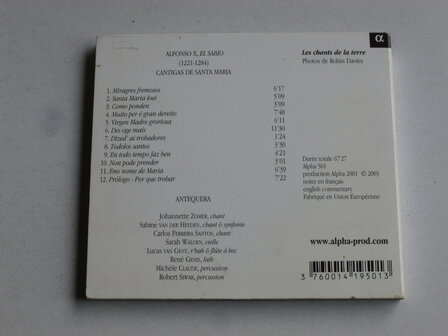 ALFONSO X, EL SABIO
(1221-1284)
CANTIGAS DE SANTA MARIA
α
Les chants de la terre
Photos de Robin Davies
1. Miragres fremosos 6'17
2. Santa Maria loei 5'09
3. Como ponden 3'09
4. Muito per é gran dereito 7'48
5. Virgen Madre groriosa 6'11
6. Des oge mais 11'30
7. Dized' ai trobadores 1'24
8. Todolos santos 3'30
9. En todo tempo faz ben 4'21
10. Non pode prender 3'01
11. Eno nome de Maria 6'39
12. Prólogo - Por que trobar 7'22
Durée totale 67'27
Alpha 501
production Alpha 2001 © 2003
notes en français
english commentary
Fabriqué en Union Européenne
ANTEQUERA
Johannette ZOMER, chant
Sabine van der HEYDEN, chant & synfonie
Carlos FERREIRA SANTOS, chant
Sarah WALDEN, vielle
Lucas van GENT, r'bab & flûte à bec
René GENIS, luth
Michèle CLAUDE, percussion
Robert SIWAK, percussion
www.alpha-prod.com
3 760014 195013